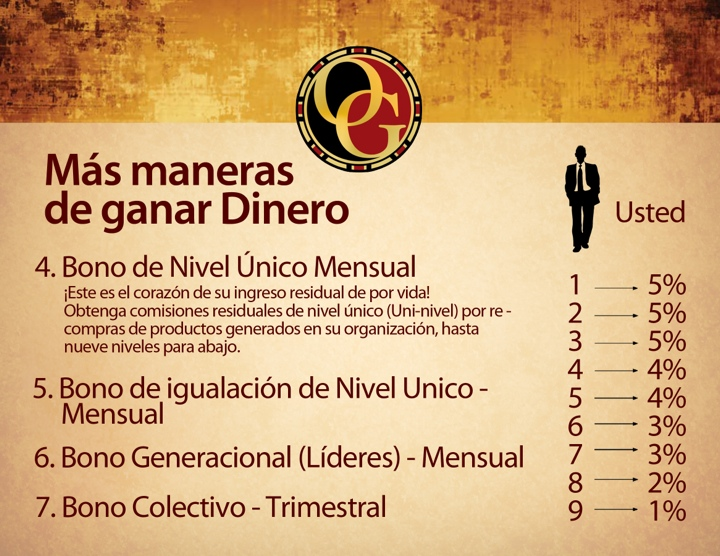 OG
Más maneras
de ganar Dinero
Usted
4. Bono de Nivel Único Mensual
¡Este es el corazón de su ingreso residual de por vida!
Obtenga comisiones residuales de nivel único (Uni-nivel) por re -
compras de productos generados en su organización, hasta
nueve niveles para abajo.
5. Bono de igualación de Nivel Unico -
Mensual
6. Bono Generacional (Líderes) - Mensual
7. Bono Colectivo - Trimestral
1 → 5%
2 → 5%
3 → 5%
4 → 4%
5 → 4%
6 → 3%
7 → 3%
8 → 2%
9 → 1%